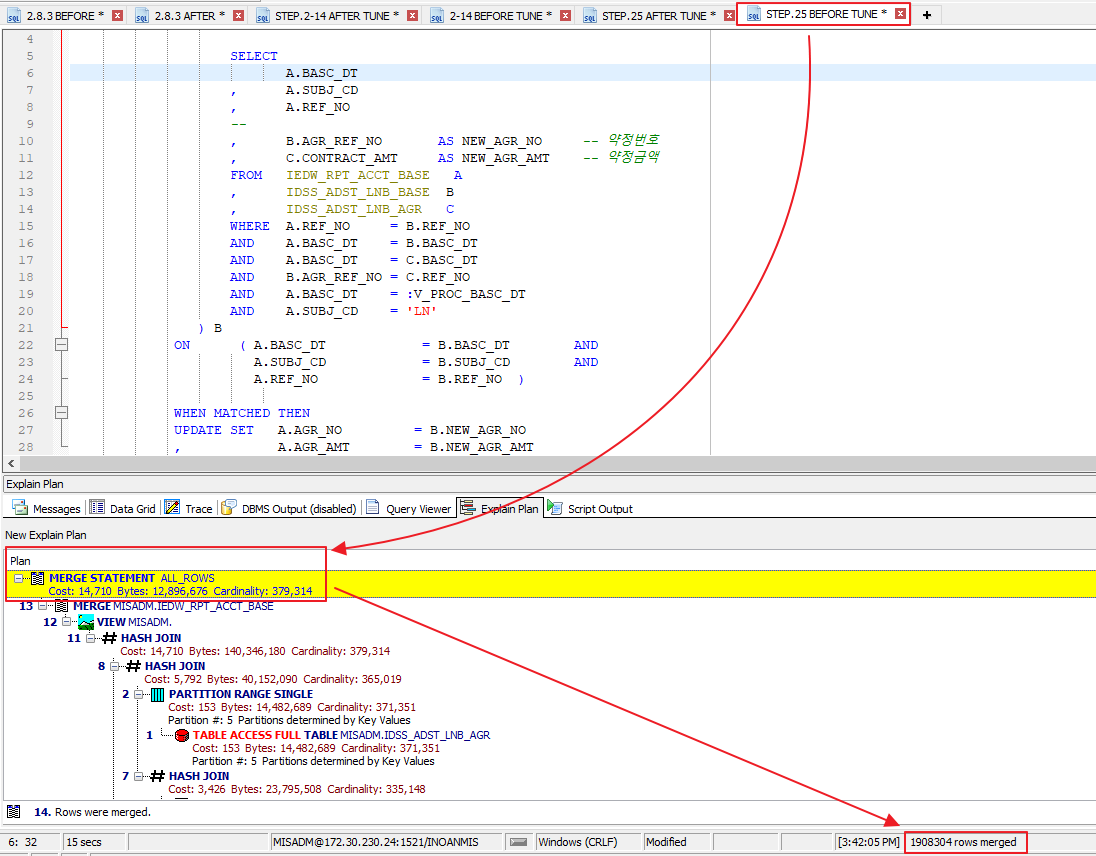 2.8.3 BEFORE * 2.8.3 AFTER * STEP.2-14 AFTER TUNE * 2-14 BEFORE TUNE * STEP.25 AFTER TUNE * STEP.25 BEFORE TUNE * +
4
5 SELECT
6 A.BASC_DT
7 , A.SUBJ_CD
8 , A.REF_NO
9 --
10 , B.AGR_REF_NO AS NEW_AGR_NO -- 약정번호
11 , C.CONTRACT_AMT AS NEW_AGR_AMT -- 약정금액
12 FROM IEDW_RPT_ACCT_BASE A
13 , IDSS_ADST_LNB_BASE B
14 , IDSS_ADST_LNB_AGR C
15 WHERE A.REF_NO = B.REF_NO
16 AND A.BASC_DT = B.BASC_DT
17 AND A.BASC_DT = C.BASC_DT
18 AND B.AGR_REF_NO = C.REF_NO
19 AND A.BASC_DT = :V_PROC_BASC_DT
20 AND A.SUBJ_CD = 'LN'
21 ) B
22 ON ( A.BASC_DT = B.BASC_DT AND
23 A.SUBJ_CD = B.SUBJ_CD AND
24 A.REF_NO = B.REF_NO )
25
26 WHEN MATCHED THEN
27 UPDATE SET A.AGR_NO = B.NEW_AGR_NO
28 , A.AGR_AMT = B.NEW_AGR_AMT
Explain Plan
Messages Data Grid Trace DBMS Output (disabled) Query Viewer Explain Plan Script Output
New Explain Plan
Plan
MERGE STATEMENT ALL_ROWS
Cost: 14,710 Bytes: 12,896,676 Cardinality: 379,314
13 MERGE MISADM.IEDW_RPT_ACCT_BASE
12 VIEW MISADM.
11 HASH JOIN
Cost: 14,710 Bytes: 140,346,180 Cardinality: 379,314
8 HASH JOIN
Cost: 5,792 Bytes: 40,152,090 Cardinality: 365,019
2 PARTITION RANGE SINGLE
Cost: 153 Bytes: 14,482,689 Cardinality: 371,351
Partition #: 5 Partitions determined by Key Values
1 TABLE ACCESS FULL TABLE MISADM.IDSS_ADST_LNB_AGR
Cost: 153 Bytes: 14,482,689 Cardinality: 371,351
Partition #: 5 Partitions determined by Key Values
7 HASH JOIN
Cost: 3,426 Bytes: 23,795,508 Cardinality: 335,148
14. Rows were merged.
6: 32 15 secs MISADM@172.30.230.24:1521/INOANMIS Windows (CRLF) Modified [3:42:05 PM] 1908304 rows merged